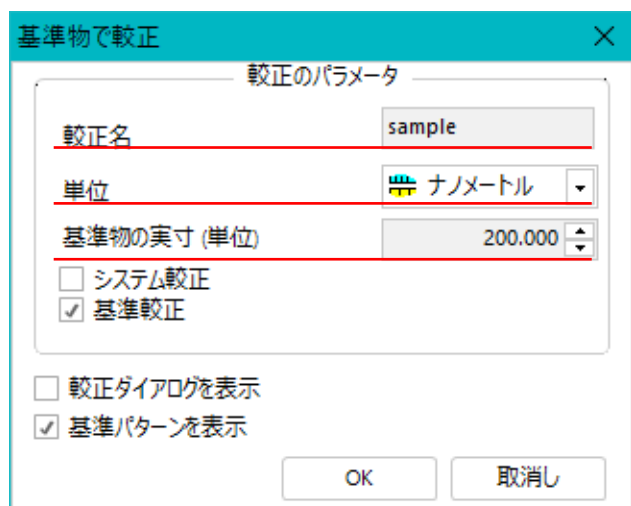 基準物で較正
較正のパラメータ
較正名 sample
単位 ナノメートル
基準物の実寸 (単位) 200.000
システム較正
基準較正
較正ダイアログを表示
基準パターンを表示
OK 取消し